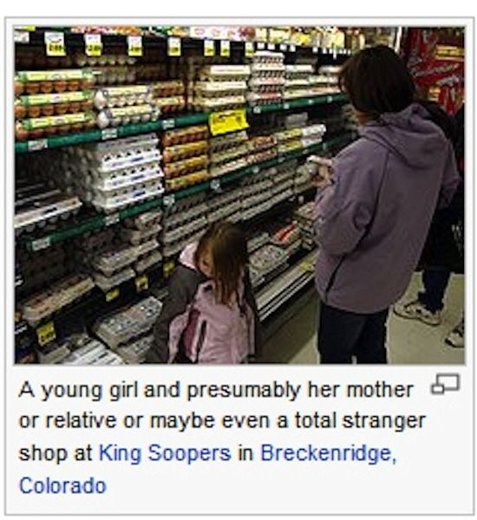 A young girl and presumably her mother
or relative or maybe even a total stranger
shop at King Soopers in Breckenridge,
Colorado